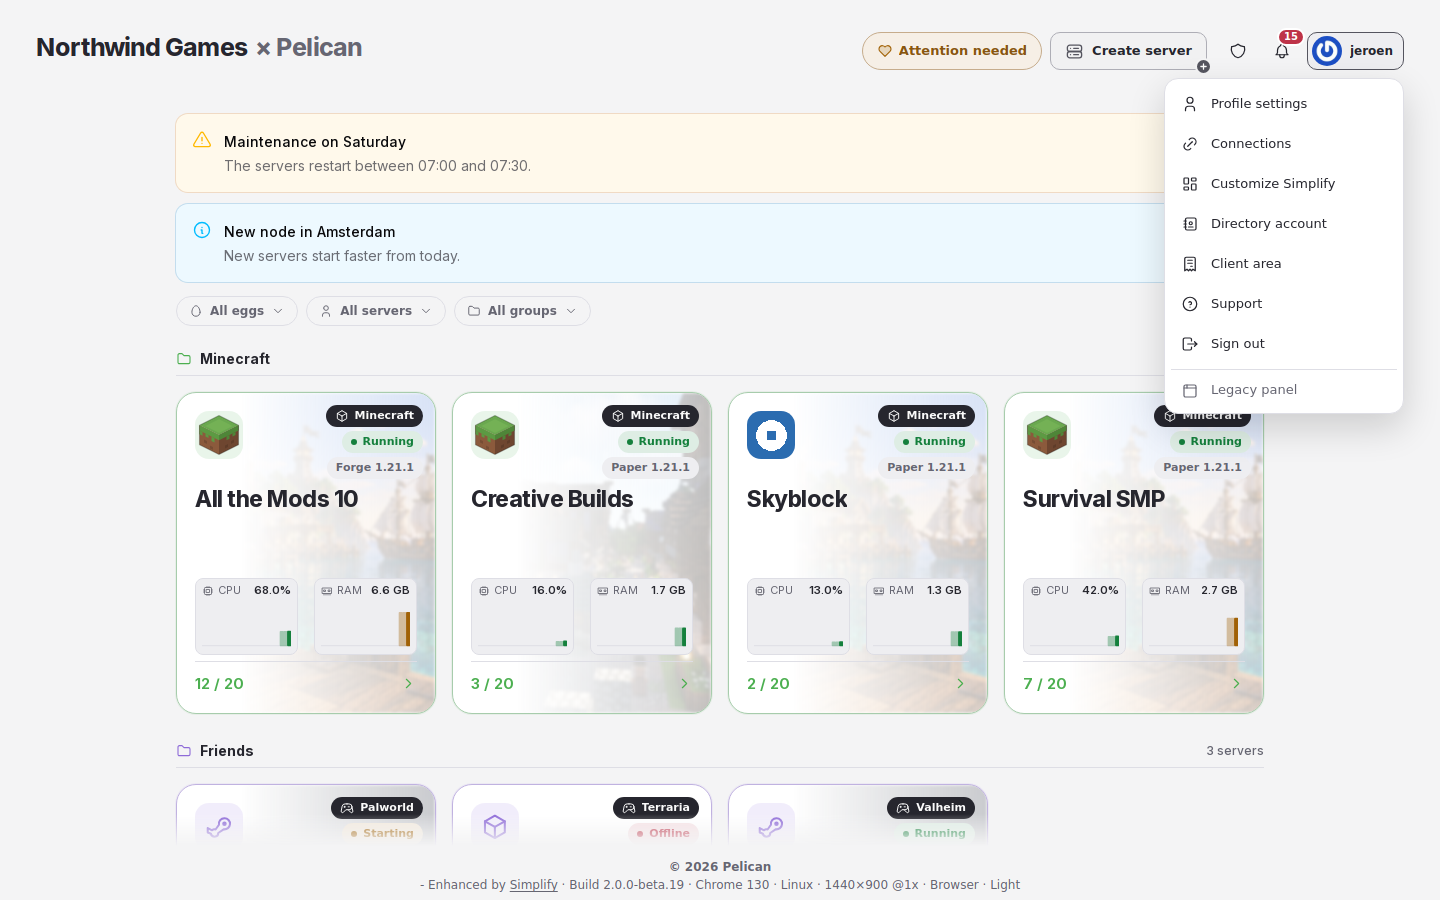 Northwind Games × Pelican
Attention needed
Create server
15
jeroen
Profile settings
Connections
Customize Simplify
Directory account
Client area
Support
Sign out
Legacy panel
Maintenance on Saturday
The servers restart between 07:00 and 07:30.
New node in Amsterdam
New servers start faster from today.
All eggs
All servers
All groups
Minecraft
Minecraft
Running
Forge 1.21.1
All the Mods 10
CPU 68.0%
RAM 6.6 GB
12 / 20
Minecraft
Running
Paper 1.21.1
Creative Builds
CPU 16.0%
RAM 1.7 GB
3 / 20
Minecraft
Running
Paper 1.21.1
Skyblock
CPU 13.0%
RAM 1.3 GB
2 / 20
Minecraft
Running
Paper 1.21.1
Survival SMP
CPU 42.0%
RAM 2.7 GB
7 / 20
Friends
3 servers
Palworld
Starting
Terraria
Offline
Valheim
Running
© 2026 Pelican
- Enhanced by Simplify · Build 2.0.0-beta.19 · Chrome 130 · Linux · 1440×900 @1x · Browser · Light